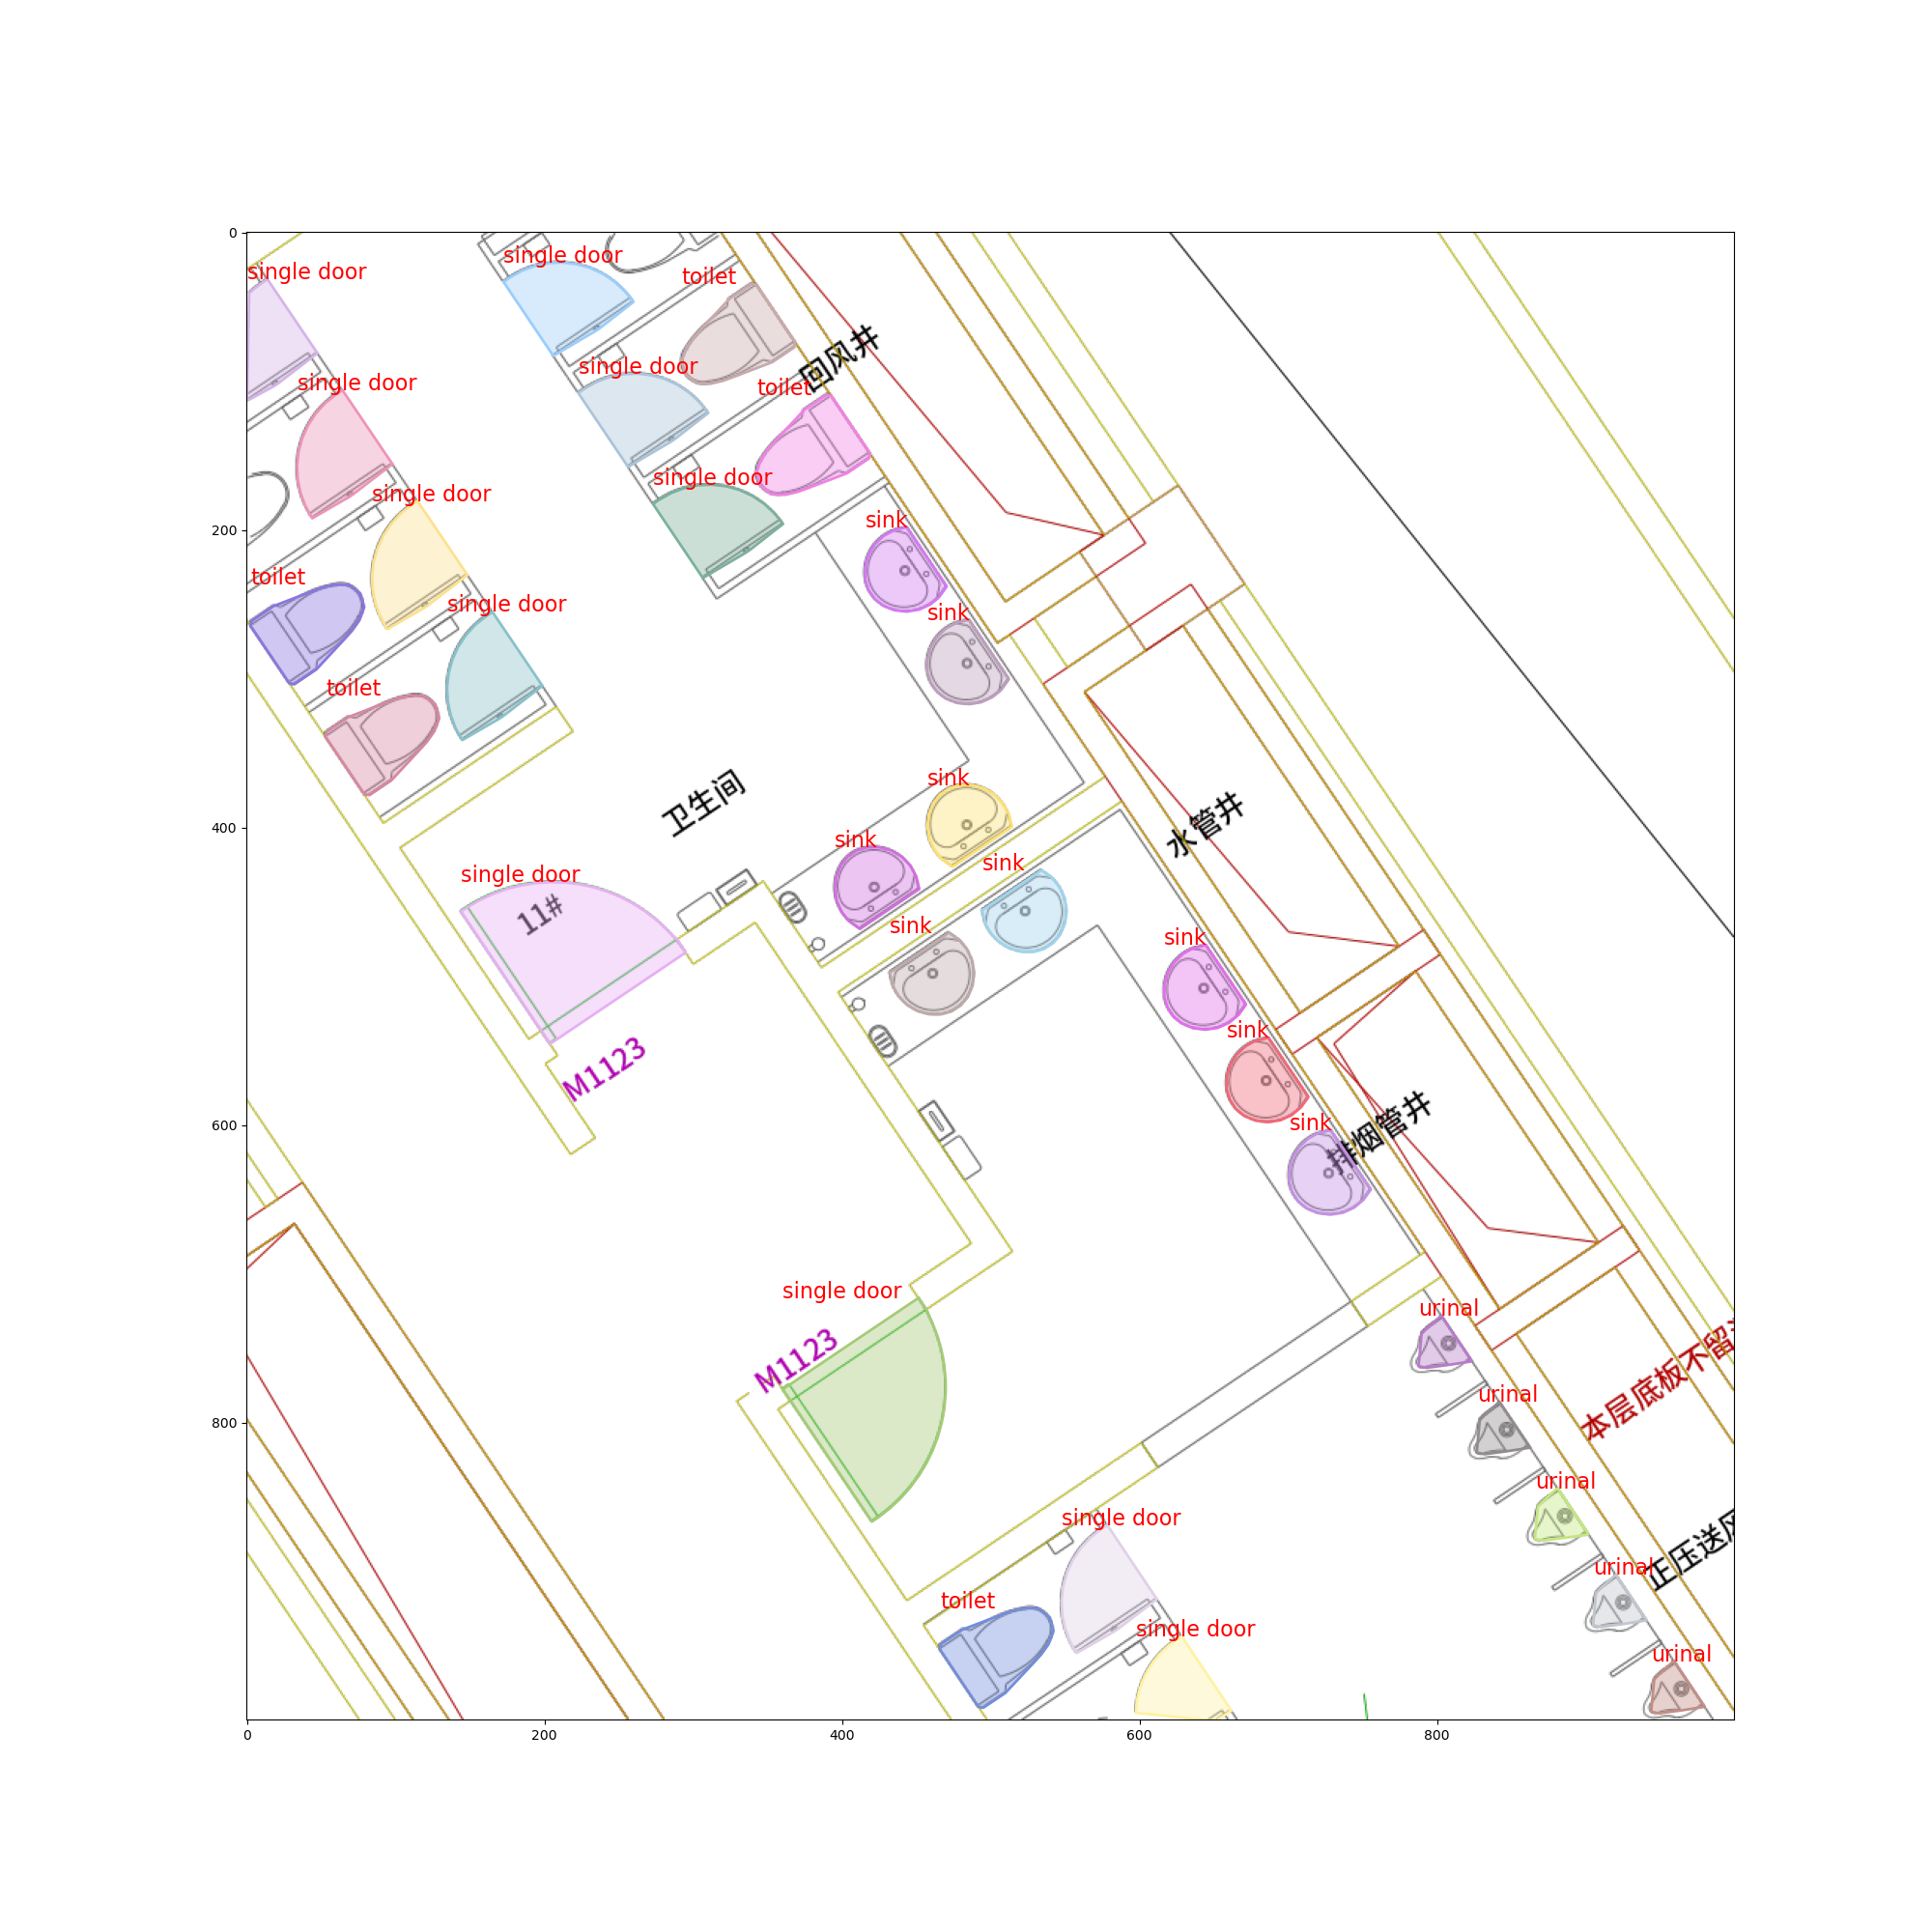 0
single door
single door
toilet
single door
回风井
single door
single door
toilet
single door
single door
200
sink
toilet
single door
sink
toilet
卫生间
sink
水管井
400
sink
sink
single door
11#
sink
sink
sink
M1123
排烟管井
600
sink
single door
urinal
M1123
本层底板不留
800
urinal
urinal
single door
正压送风
urinal
toilet
single door
urinal
0
200
400
600
800